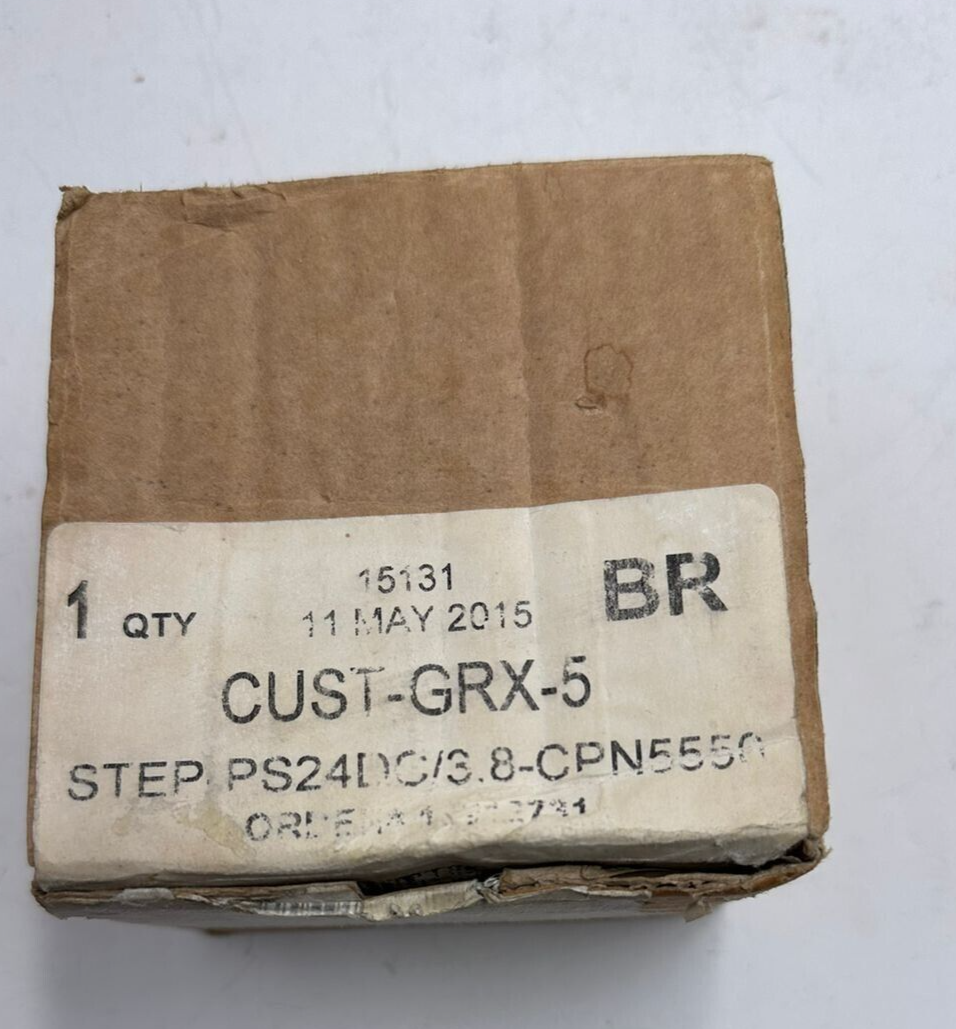 15131
1 QTY 11 MAY 2015 BR
CUST-GRX-5
STEP-PS24DC/3.8-CPN5550